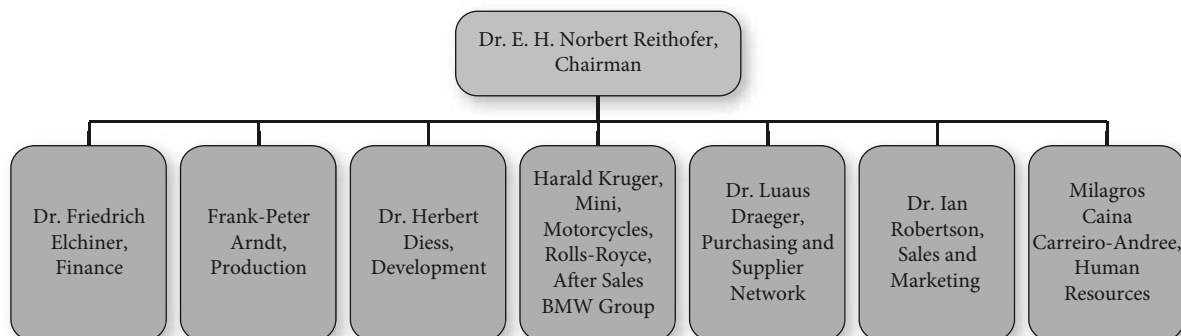 Dr. E. H. Norbert Reithofer,
Chairman
Dr. Friedrich
Elchiner,
Finance
Frank-Peter
Arndt,
Production
Dr. Herbert
Diess,
Development
Harald Kruger,
Mini,
Motorcycles,
Rolls-Royce,
After Sales
BMW Group
Dr. Luaus
Draeger,
Purchasing and
Supplier
Network
Dr. Ian
Robertson,
Sales and
Marketing
Milagros
Caina
Carreiro-Andree,
Human
Resources